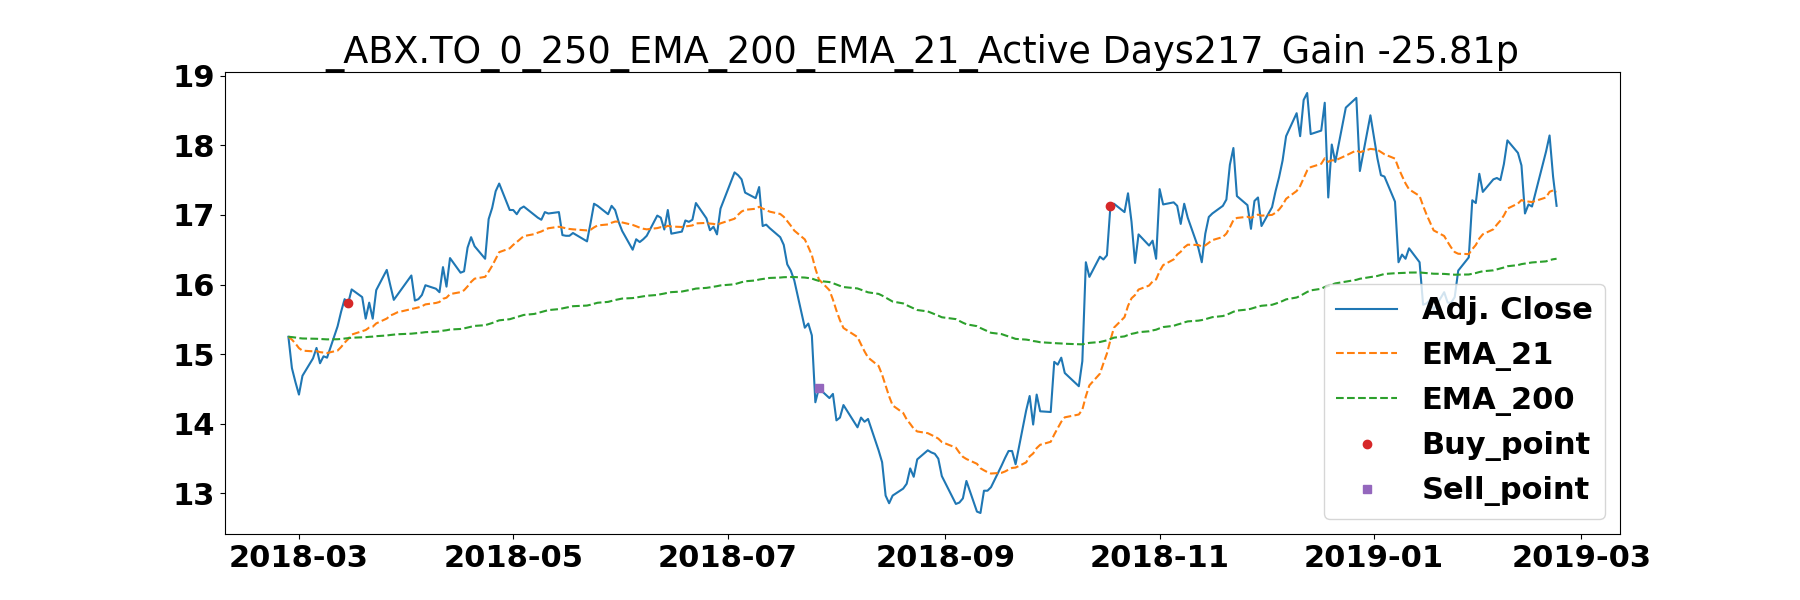 _ABX.TO_0_250_EMA_200_EMA_21_Active Days217_Gain -25.81p
19
18
17
16
15
14
13
Adj. Close
EMA_21
EMA_200
Buy_point
Sell_point
2018-03 2018-05 2018-07 2018-09 2018-11 2019-01 2019-03